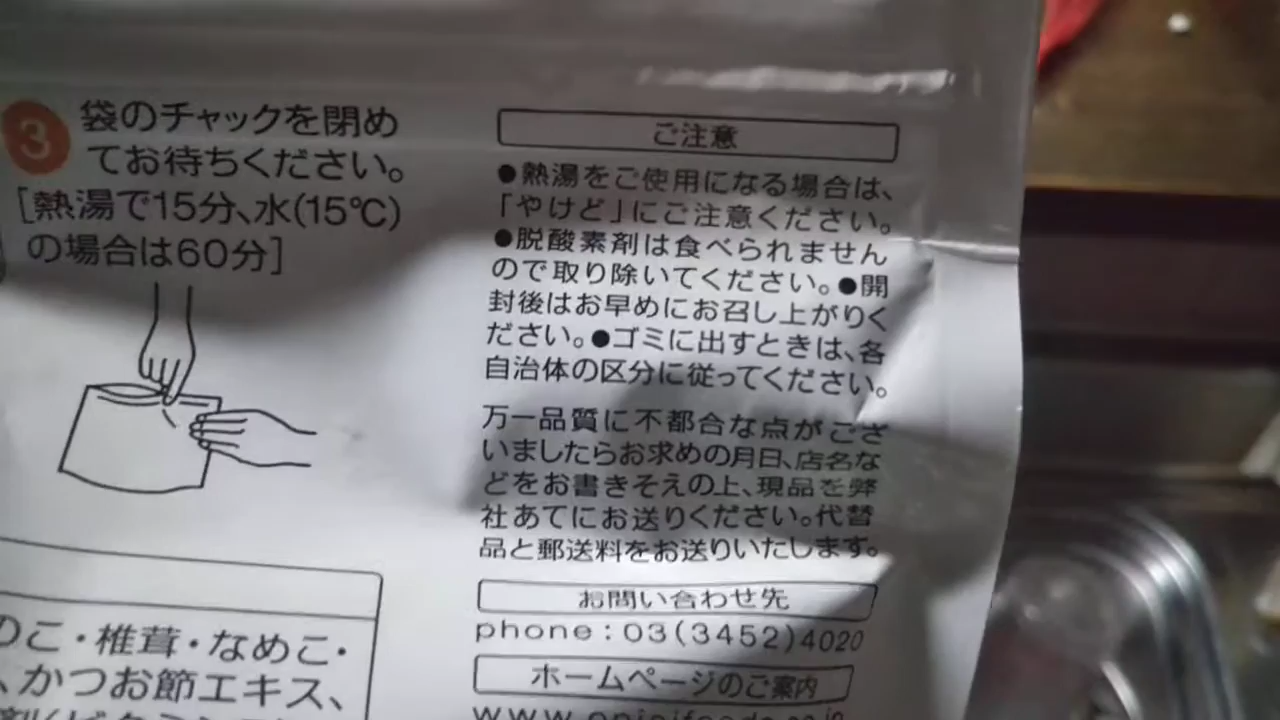 3 袋のチャックを閉め
てお待ちください。
[熱湯で15分、水(15℃)
の場合は60分]
ご注意
●熱湯をご使用になる場合は、
「やけど」にご注意ください。
●脱酸素剤は食べられません
ので取り除いてください。●開
封後はお早めにお召し上がりく
ださい。●ゴミに出すときは、各
自治体の区分に従ってください。
万一品質に不都合な点がござ
いましたらお求めの月日、店名な
どをお書きそえの上、現品を弊
社あてにお送りください。代替
品と郵送料をお送りいたします。
お問い合わせ先
phone : 03(3452)4020
ホームページのご案内
のこ・椎茸・なめこ・
、かつお節エキス、